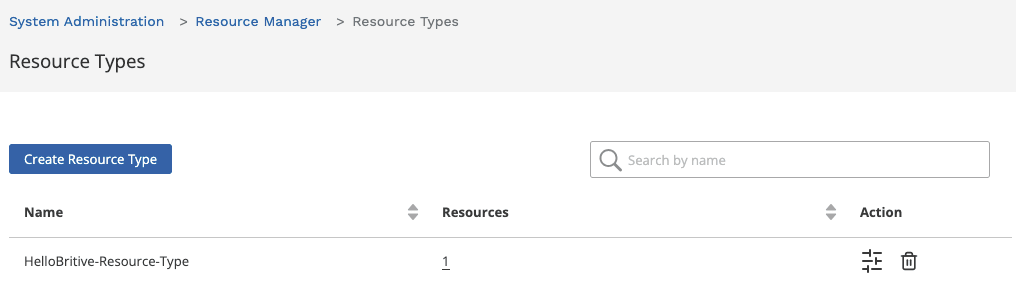 System Administration > Resource Manager > Resource Types
Resource Types
Create Resource Type
Search by name
Name Resources Action
HelloBritive-Resource-Type 1